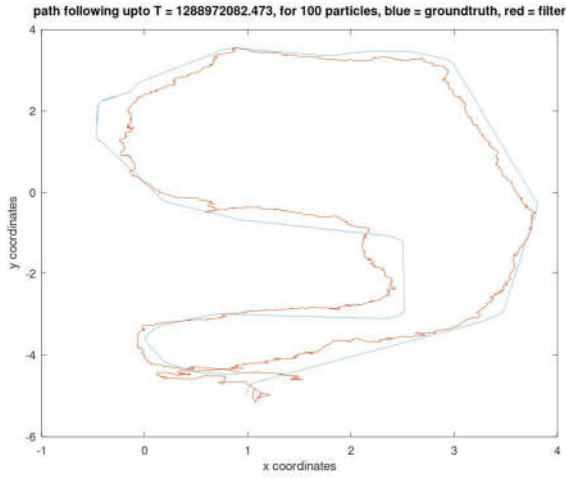 path following upto T = 1288972082.473, for 100 particles, blue = groundtruth, red = filter
4
2
0
-2
-4
-6
y coordinates
-1 0 1 2 3 4
x coordinates